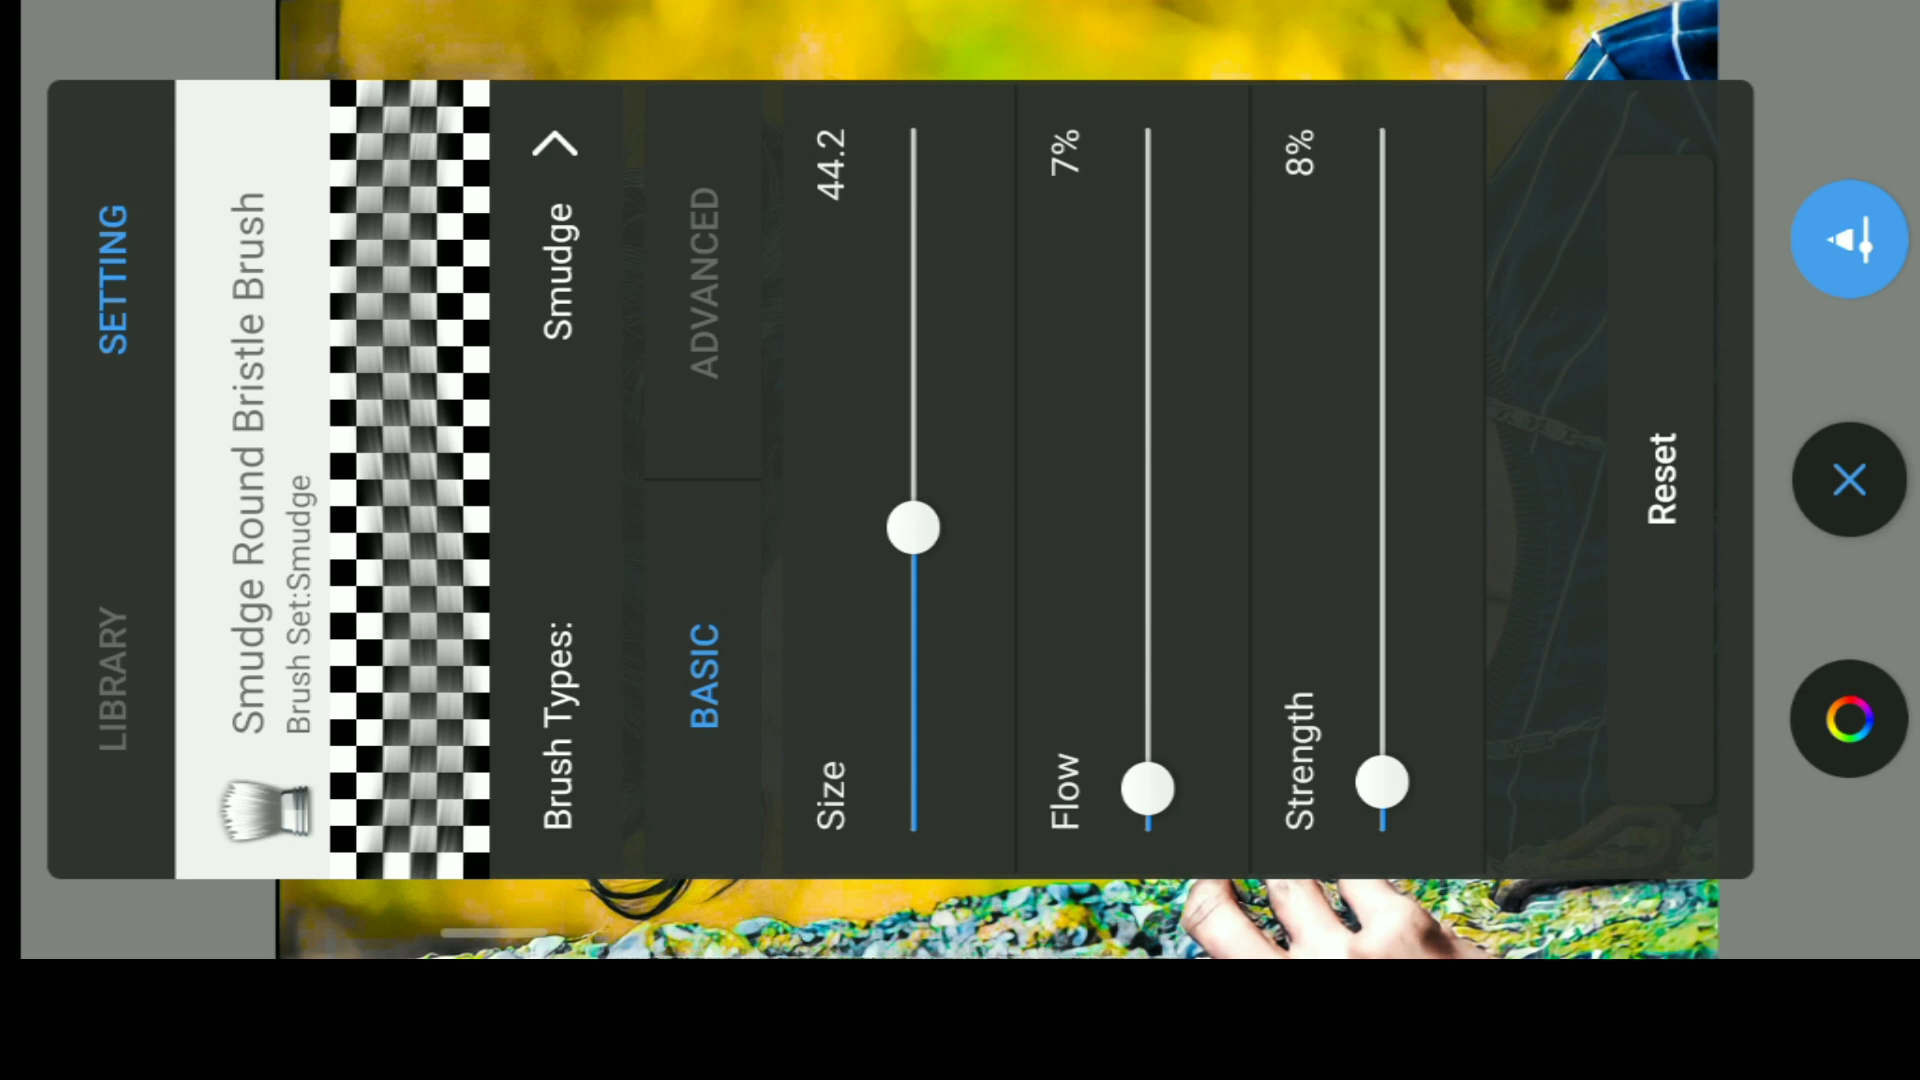 LIBRARY SETTING
Smudge Round Bristle Brush
Brush Set:Smudge
Brush Types: Smudge
BASIC ADVANCED
Size 44.2
Flow 7%
Strength 8%
Reset